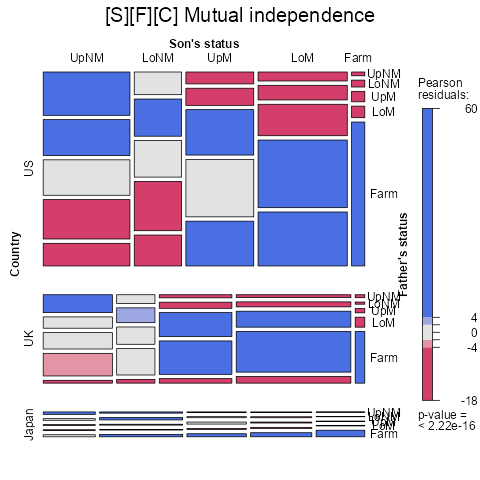 [S][F][C] Mutual independence
Son's status
UpNM LoNM UpM LoM Farm
Country
US
UK
Japan
UpNM
LoNM
UpM
LoM
Farm
UpNM
LoNM
UpM
LoM
Farm
UpNM
LoNM
UpM
LoM
Farm
Father's status
Pearson
residuals:
60
4
0
-4
-18
p-value =
< 2.22e-16